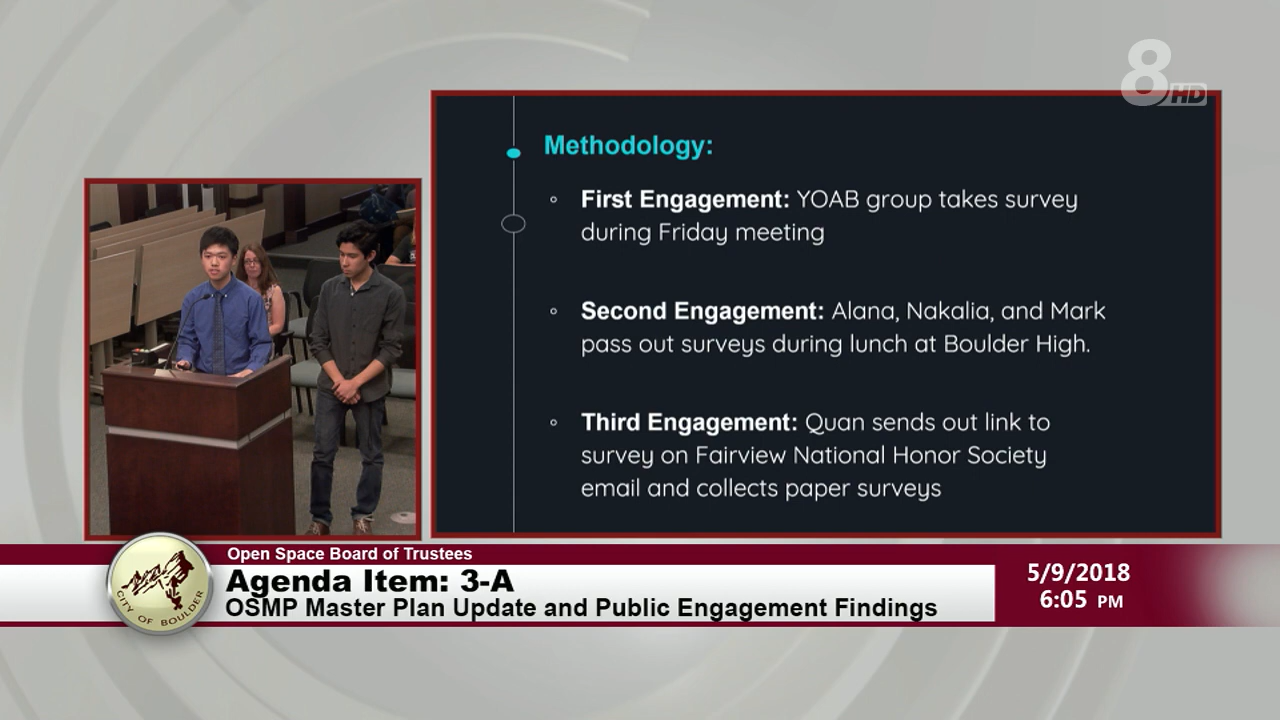 8
HD
Methodology:
First Engagement: YOAB group takes survey
during Friday meeting
Second Engagement: Alana, Nakalia, and Mark
pass out surveys during lunch at Boulder High.
Third Engagement: Quan sends out link to
survey on Fairview National Honor Society
email and collects paper surveys
Open Space Board of Trustees
Agenda Item: 3-A
OSMP Master Plan Update and Public Engagement Findings
CITY OF BOULDER
5/9/2018
6:05 PM